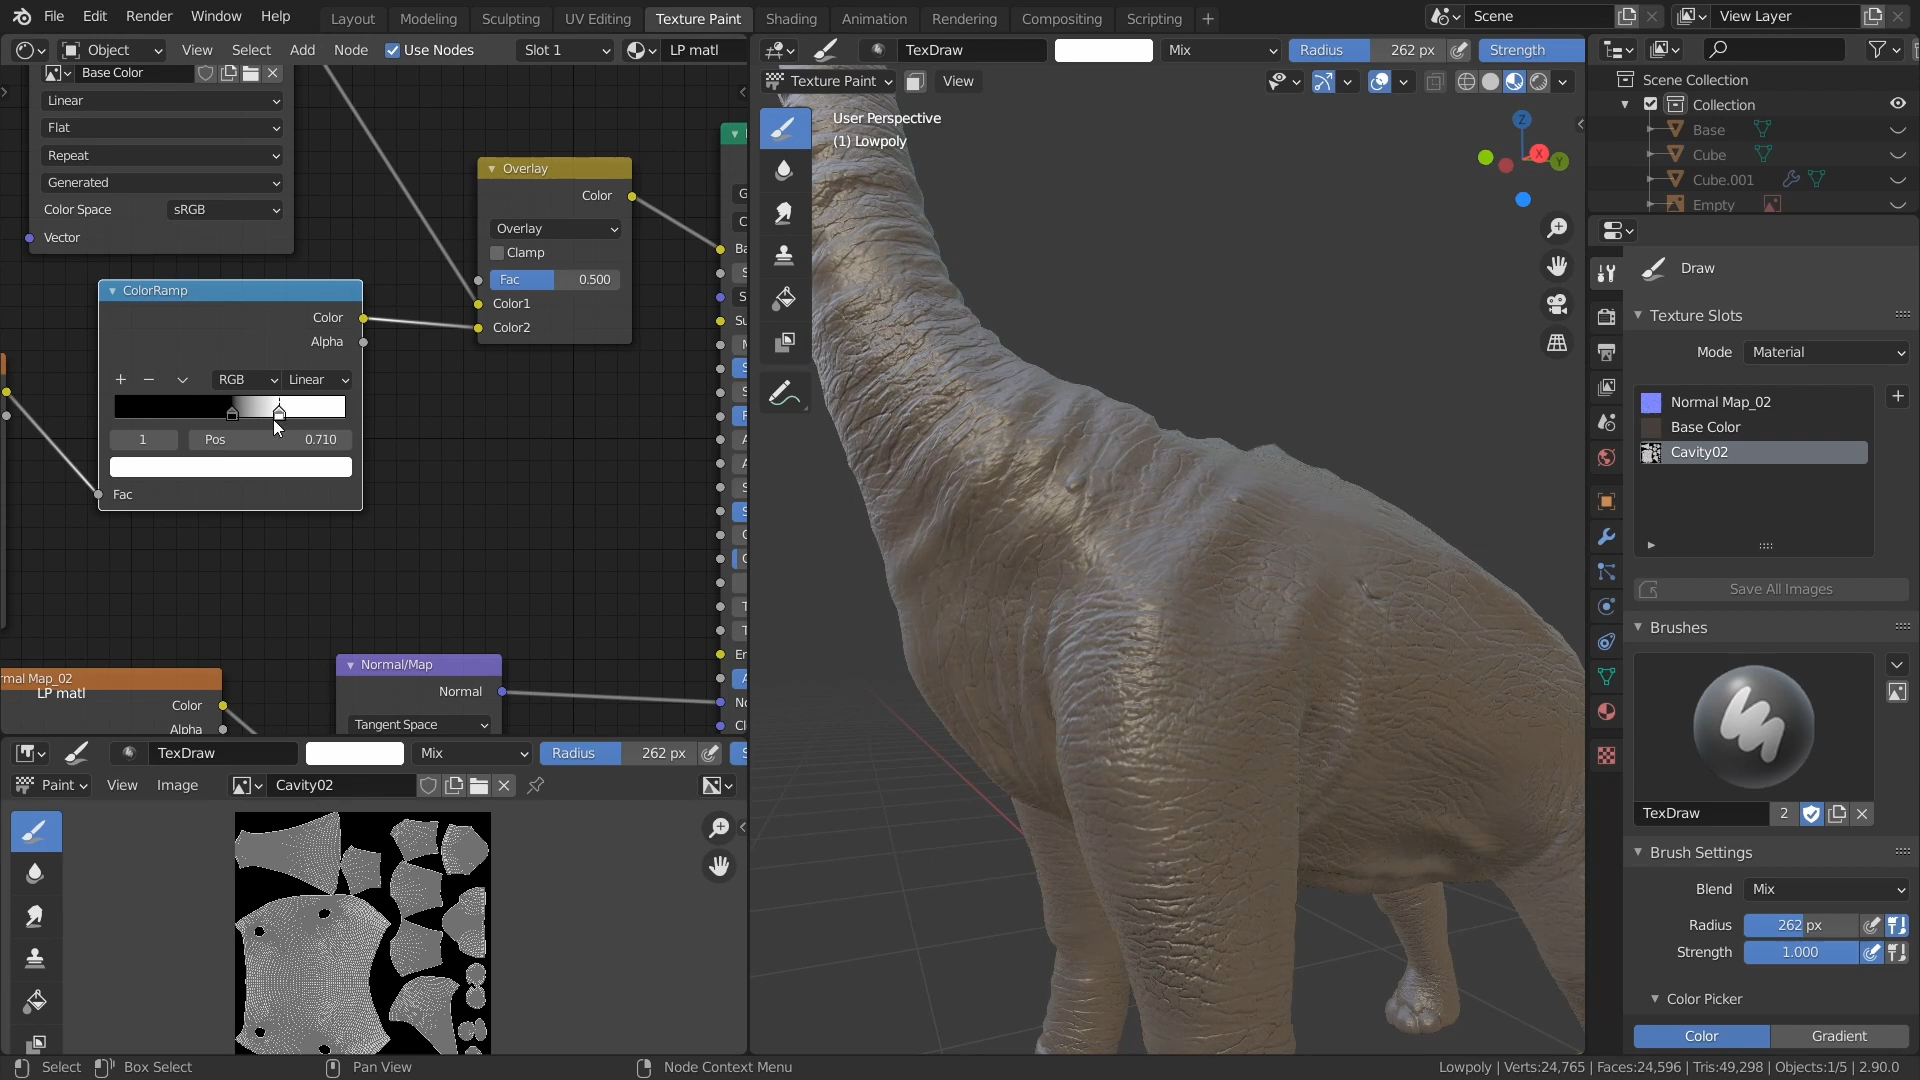 File Edit Render Window Help Layout Modeling Sculpting UV Editing Texture Paint Shading Animation Rendering Compositing Scripting + Scene View Layer
Object View Select Add Node Use Nodes Slot 1 LP matl
TexDraw Mix Radius 262 px Strength
Texture Paint View
User Perspective
(1) Lowpoly
Z
X
Y
Base Color
Linear
Flat
Repeat
Generated
Color Space sRGB
Vector
ColorRamp
Color
Alpha
RGB Linear
1 Pos 0.710
Fac
Overlay
Color
Overlay
Clamp
Fac 0.500
Color1
Color2
rmal Map_02
LP matl
Color
Alpha
Normal/Map
Normal
Tangent Space
TexDraw Mix Radius 262 px
Paint View Image Cavity02
Scene Collection
Collection
Base
Cube
Cube.001
Empty
Draw
Texture Slots
Mode Material
Normal Map_02
Base Color
Cavity02
Save All Images
Brushes
TexDraw 2
Brush Settings
Blend Mix
Radius 262 px
Strength 1.000
Color Picker
Color Gradient
Select Box Select Pan View Node Context Menu Lowpoly | Verts:24,765 | Faces:24,596 | Tris:49,298 | Objects:1/5 | 2.90.0